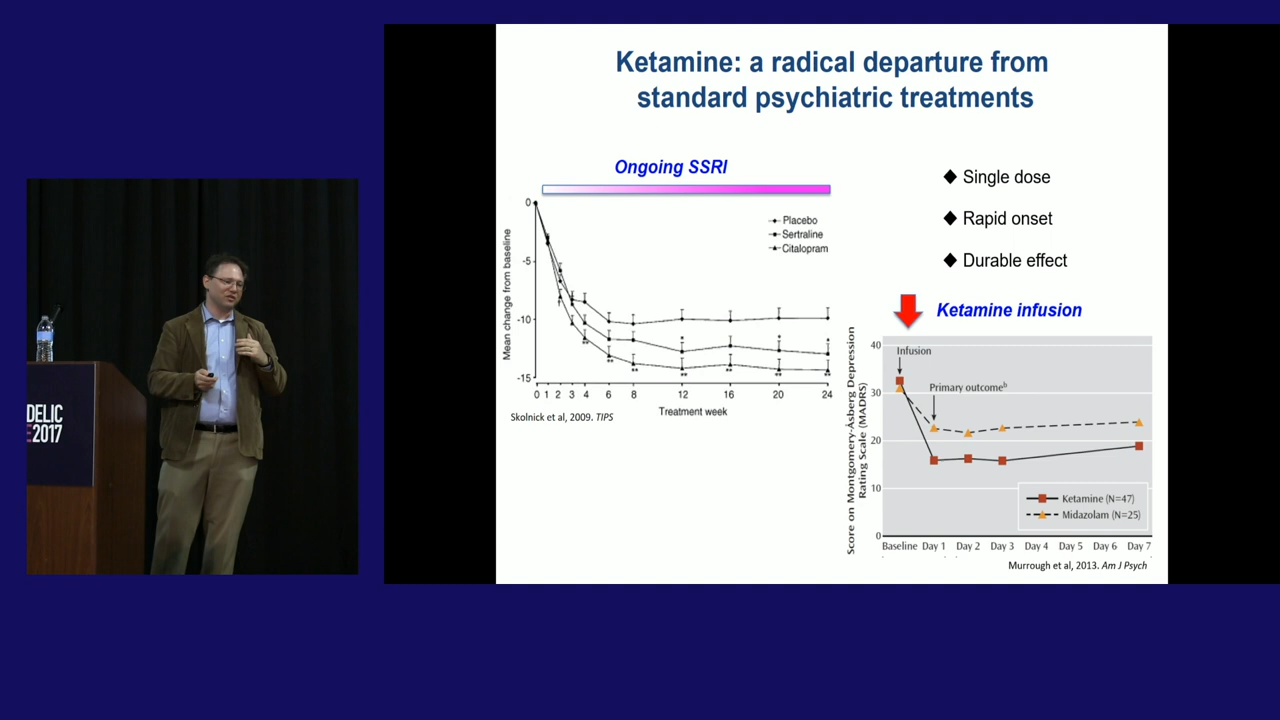 Ketamine: a radical departure from
standard psychiatric treatments
Ongoing SSRI
Placebo
Sertraline
Citalopram
Mean change from baseline
0
-5
-10
-15
0 1 2 3 4 6 8 12 16 20 24
Treatment week
Skolnick et al, 2009. TIPS
◆ Single dose
◆ Rapid onset
◆ Durable effect
Ketamine infusion
Score on Montgomery-Åsberg Depression
Rating Scale (MADRS)
40
30
20
10
0
Infusion
Primary outcomeᵇ
Ketamine (N=47)
Midazolam (N=25)
Baseline Day 1 Day 2 Day 3 Day 4 Day 5 Day 6 Day 7
Murrough et al, 2013. Am J Psych
DELIC
2017